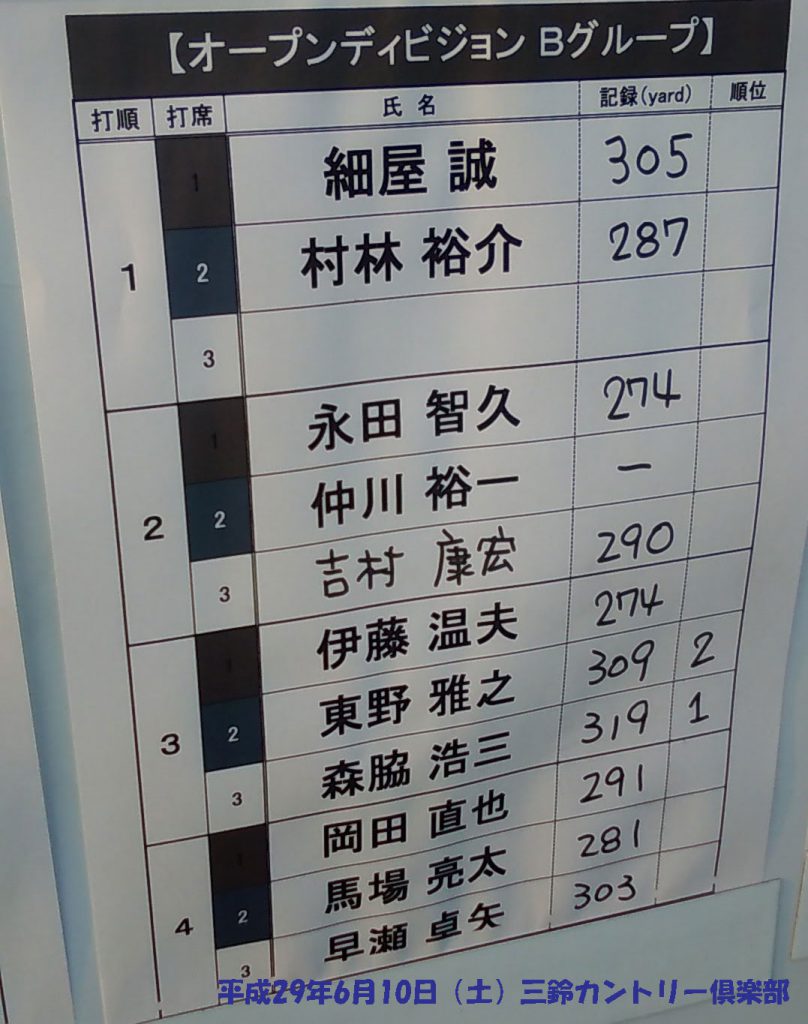 【オープンディビジョン Bグループ】
打順 打席 氏名 記録(yard) 順位
1 1 細屋 誠 305
2 村林 裕介 287
3
2 1 永田 智久 274
2 仲川 裕一 ー
3 吉村 康宏 290
3 1 伊藤 温夫 274
2 東野 雅之 309 2
3 森脇 浩三 319 1
4 1 岡田 直也 291
2 馬場 亮太 281
3 早瀬 卓矢 303
平成29年6月10日（土）三鈴カントリー倶楽部